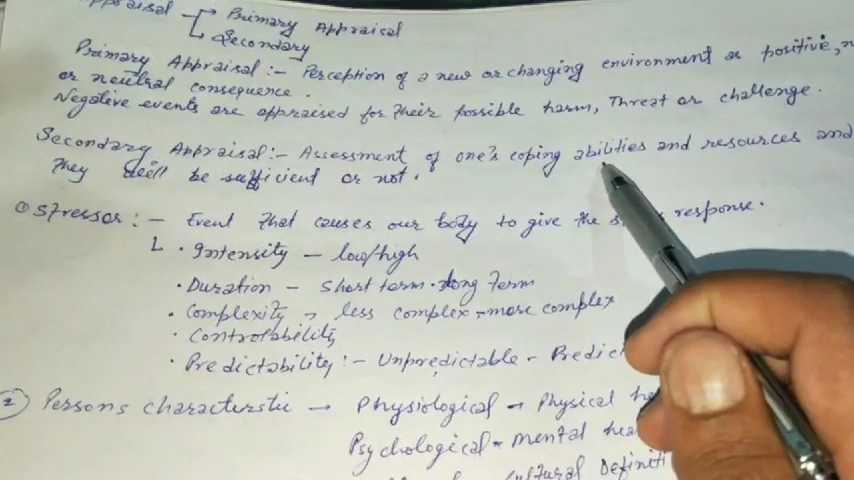 Appraisal Primary Appraisal
Secondary
Primary Appraisal :- Perception of a new or changing environment as positive,
or neutral consequence.
Negative events are appraised for their possible harm, Threat or challenge.
Secondary Appraisal:- Assessment of one's coping abilities and resources and
They will be sufficient or not.
① Stressor :- Event that causes our body to give the response.
• Intensity - low/high
• Duration - Short term . long Term
• Complexity - less complex - more complex
• Controlability
• Predictability :- Unpredictable -
2 Persons characterstic → Physiological → Physical
Psychological - mental
Cultural